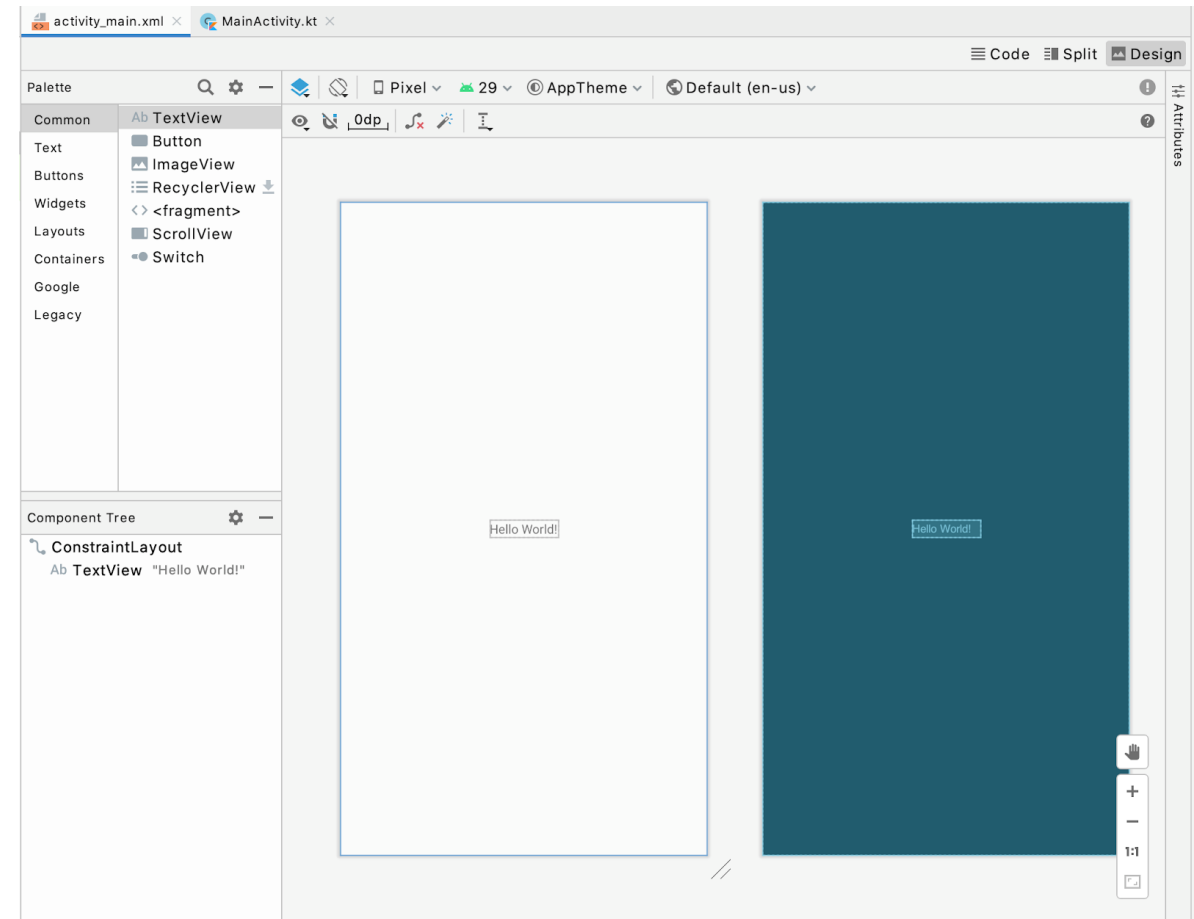 activity_main.xml MainActivity.kt
Code Split Design
Palette
Pixel 29 AppTheme Default (en-us)
Attributes
0dp
Common
Text
Buttons
Widgets
Layouts
Containers
Google
Legacy
Ab TextView
Button
ImageView
RecyclerView
<fragment>
ScrollView
Switch
Component Tree
ConstraintLayout
Ab TextView "Hello World!"
Hello World!
Hello World!
1:1